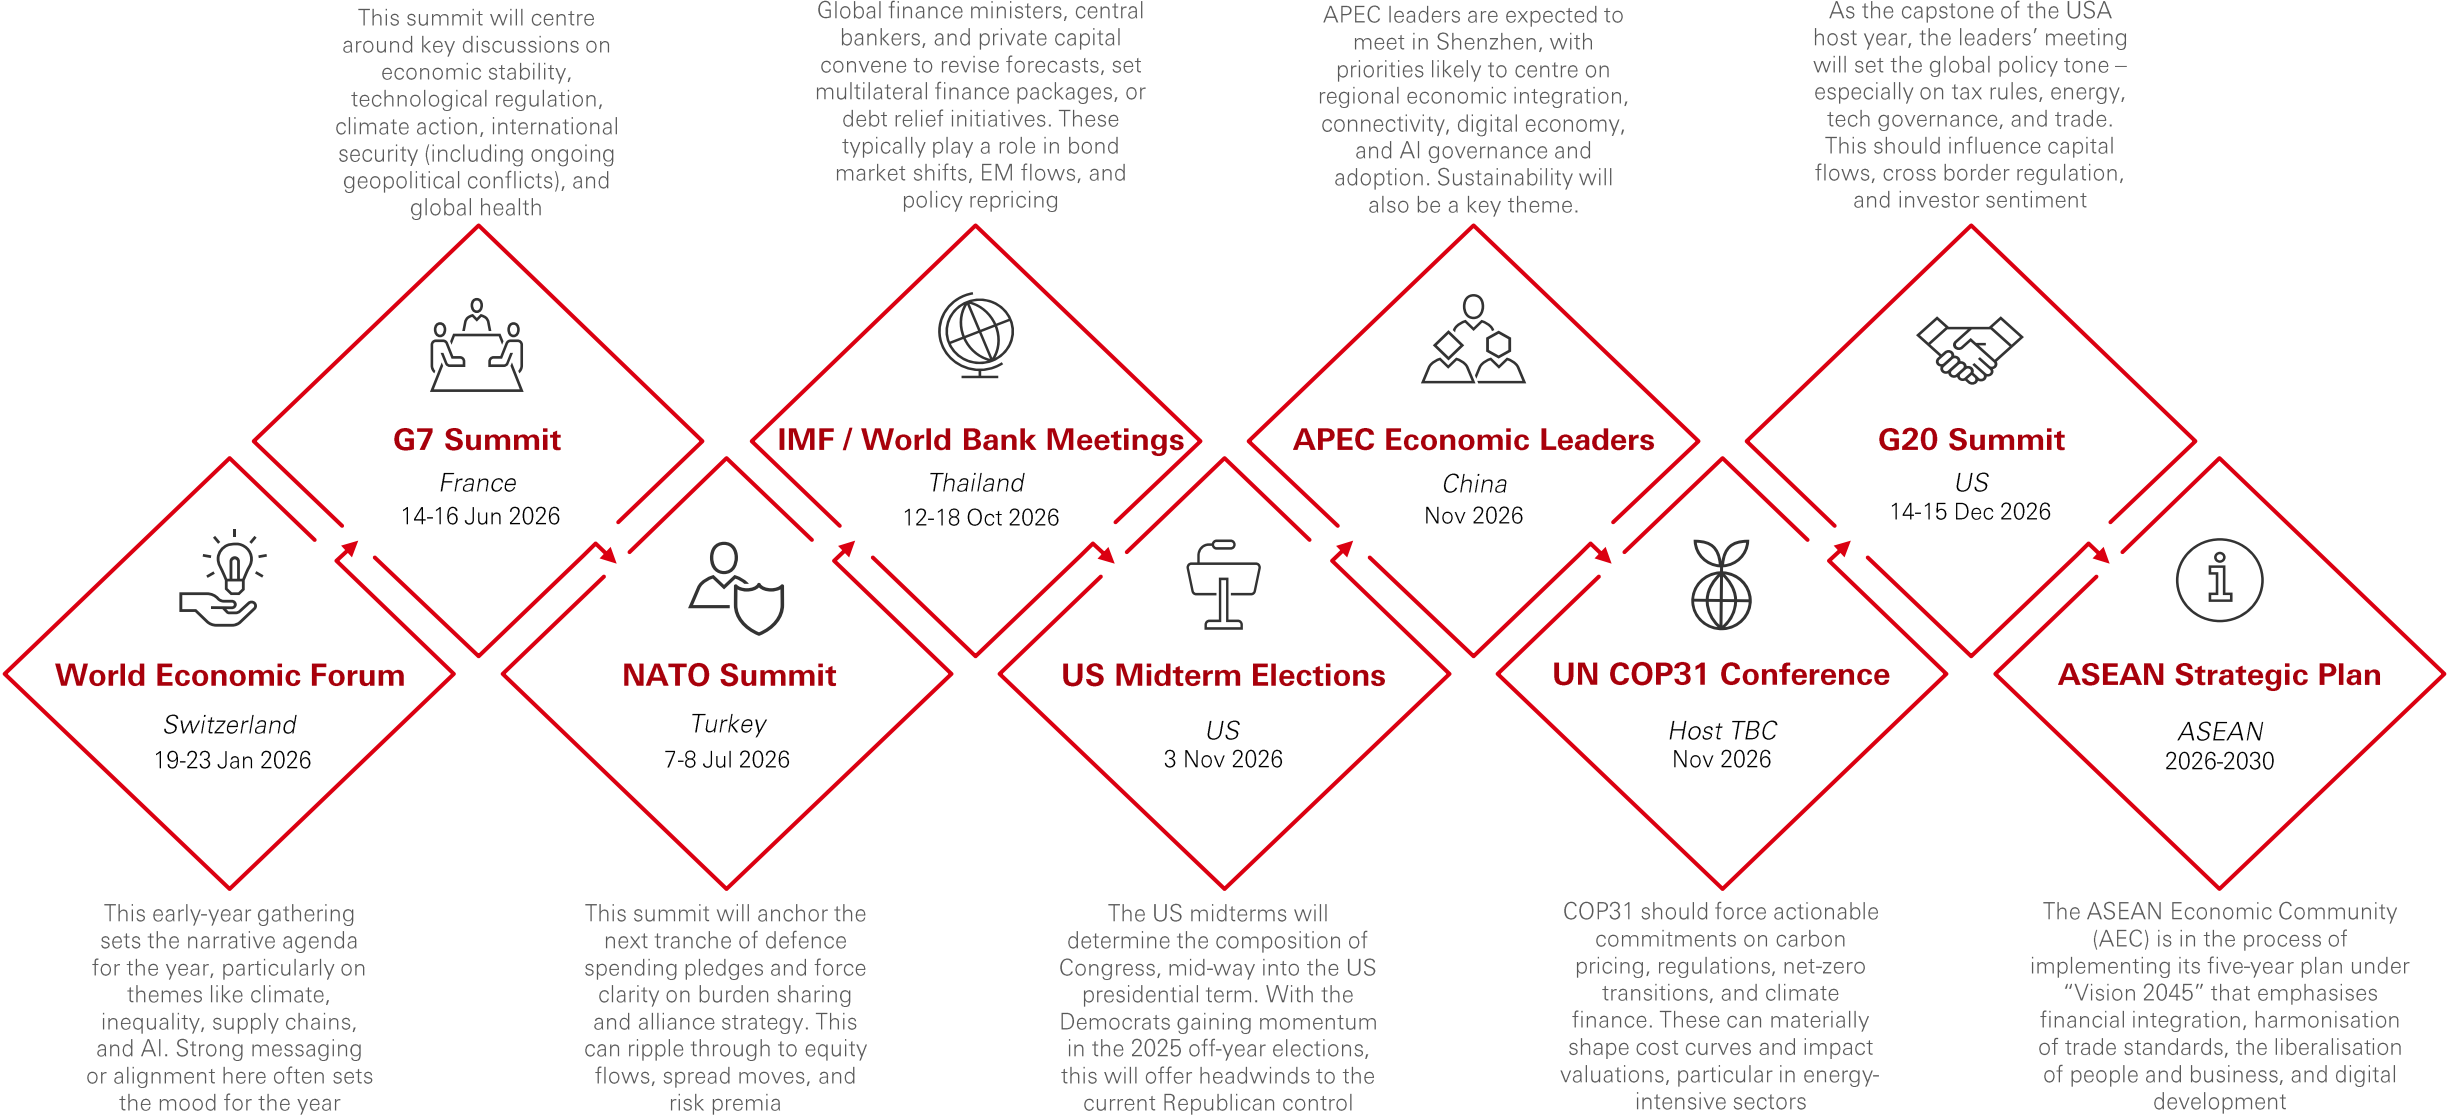 This summit will centre
around key discussions on
economic stability,
technological regulation,
climate action, international
security (including ongoing
geopolitical conflicts), and
global health
Global finance ministers, central
bankers, and private capital
convene to revise forecasts, set
multilateral finance packages, or
debt relief initiatives. These
typically play a role in bond
market shifts, EM flows, and
policy repricing
APEC leaders are expected to
meet in Shenzhen, with
priorities likely to centre on
regional economic integration,
connectivity, digital economy,
and AI governance and
adoption. Sustainability will
also be a key theme.
As the capstone of the USA
host year, the leaders’ meeting
will set the global policy tone –
especially on tax rules, energy,
tech governance, and trade.
This should influence capital
flows, cross border regulation,
and investor sentiment
G7 Summit
France
14-16 Jun 2026
IMF / World Bank Meetings
Thailand
12-18 Oct 2026
APEC Economic Leaders
China
Nov 2026
G20 Summit
US
14-15 Dec 2026
World Economic Forum
Switzerland
19-23 Jan 2026
NATO Summit
Turkey
7-8 Jul 2026
US Midterm Elections
US
3 Nov 2026
UN COP31 Conference
Host TBC
Nov 2026
ASEAN Strategic Plan
ASEAN
2026-2030
This early-year gathering
sets the narrative agenda
for the year, particularly on
themes like climate,
inequality, supply chains,
and AI. Strong messaging
or alignment here often sets
the mood for the year
This summit will anchor the
next tranche of defence
spending pledges and force
clarity on burden sharing
and alliance strategy. This
can ripple through to equity
flows, spread moves, and
risk premia
The US midterms will
determine the composition of
Congress, mid-way into the US
presidential term. With the
Democrats gaining momentum
in the 2025 off-year elections,
this will offer headwinds to the
current Republican control
COP31 should force actionable
commitments on carbon
pricing, regulations, net-zero
transitions, and climate
finance. These can materially
shape cost curves and impact
valuations, particular in energy-
intensive sectors
The ASEAN Economic Community
(AEC) is in the process of
implementing its five-year plan under
“Vision 2045” that emphasises
financial integration, harmonisation
of trade standards, the liberalisation
of people and business, and digital
development